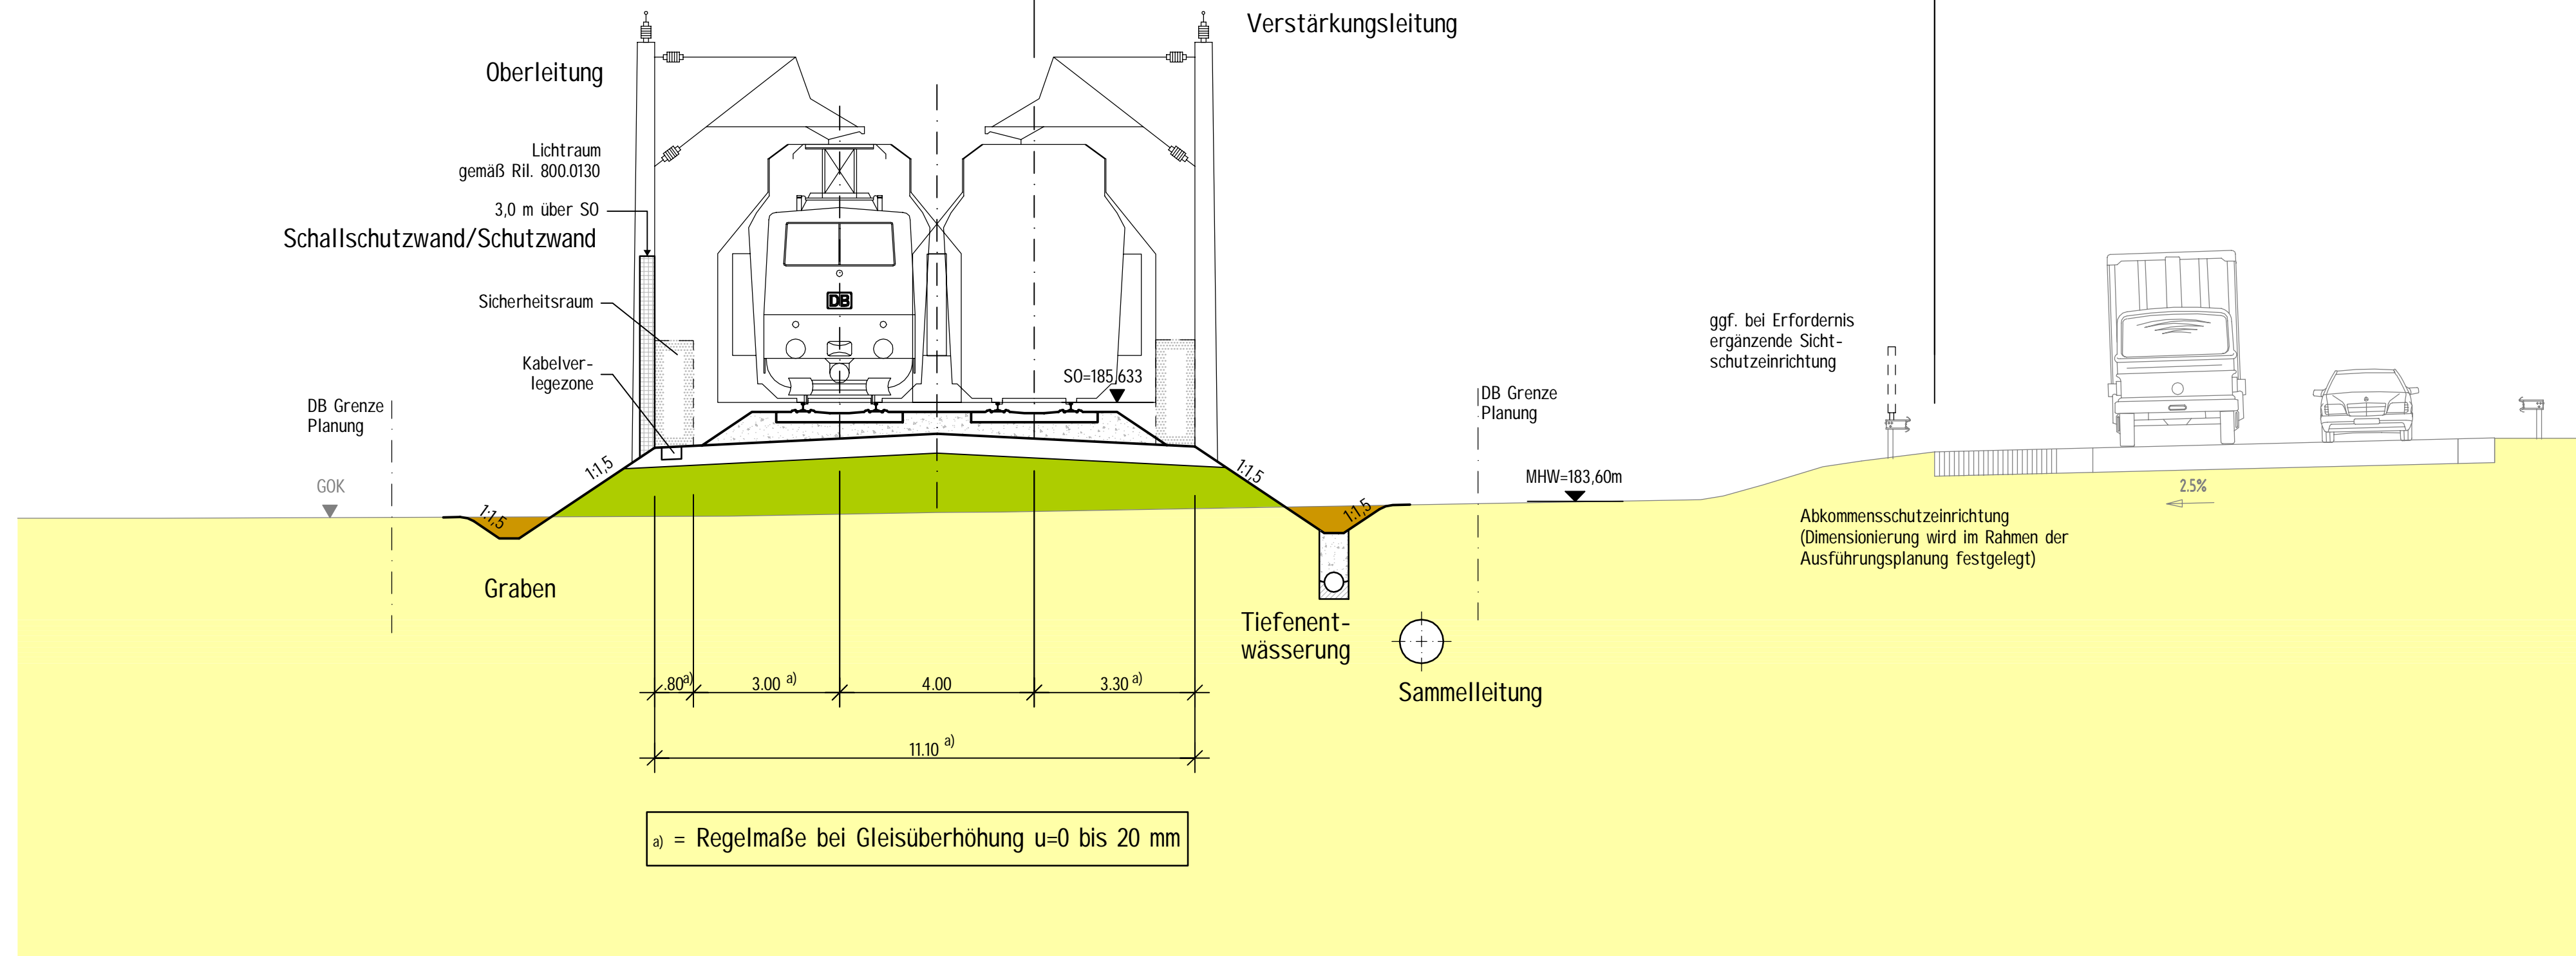 Verstärkungsleitung
Oberleitung
Lichtraum
gemäß Ril. 800.0130
3,0 m über SO
Schallschutzwand/Schutzwand
Sicherheitsraum
Kabelver-
legezone
DB Grenze
Planung
GOK
1:1,5
1:1,5
DB
SO=185,633
1:1,5
1:1,5
DB Grenze
Planung
MHW=183,60m
ggf. bei Erfordernis
ergänzende Sicht-
schutzeinrichtung
2.5%
Abkommensschutzeinrichtung
(Dimensionierung wird im Rahmen der
Ausführungsplanung festgelegt)
Graben
Tiefenent-
wässerung
Sammelleitung
.80 a)
3.00 a)
4.00
3.30 a)
11.10 a)
a) = Regelmaße bei Gleisüberhöhung u=0 bis 20 mm